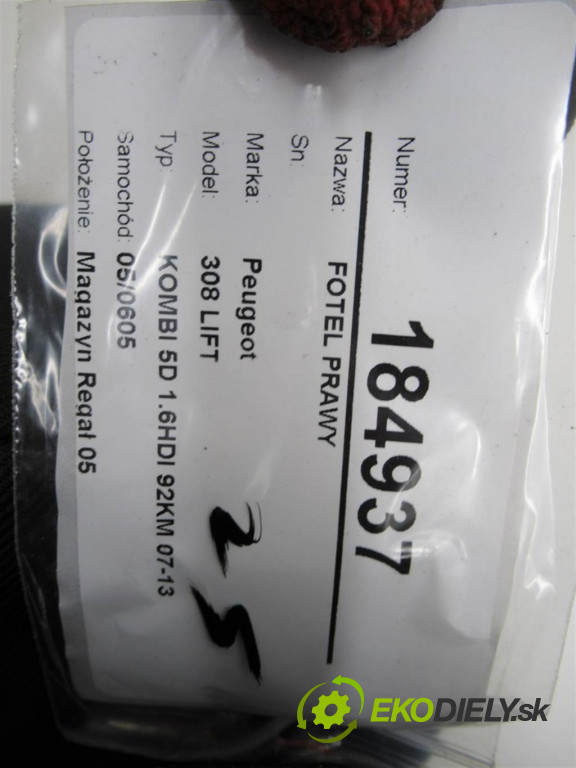 Numer: 184937
Nazwa: FOTEL PRAWY
Sn:
Marka: Peugeot
Model: 308 LIFT
Typ: KOMBI 5D 1.6HDI 92KM 07-13
Samochód: 05/0605
Położenie: Magazyn Regał 05
25
EKODIELY.sk